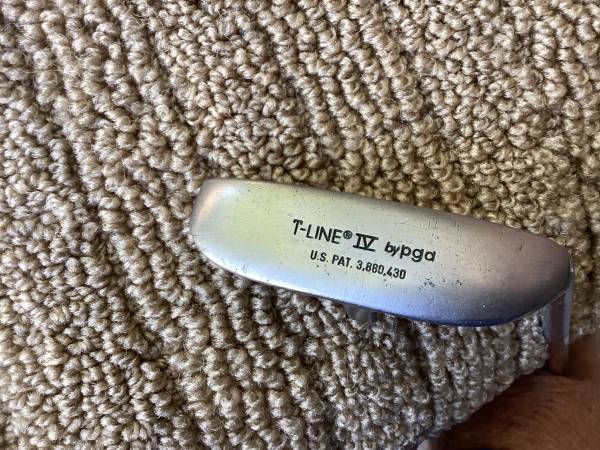 T-LINE® IV by pga
U.S. PAT. 3,880,430